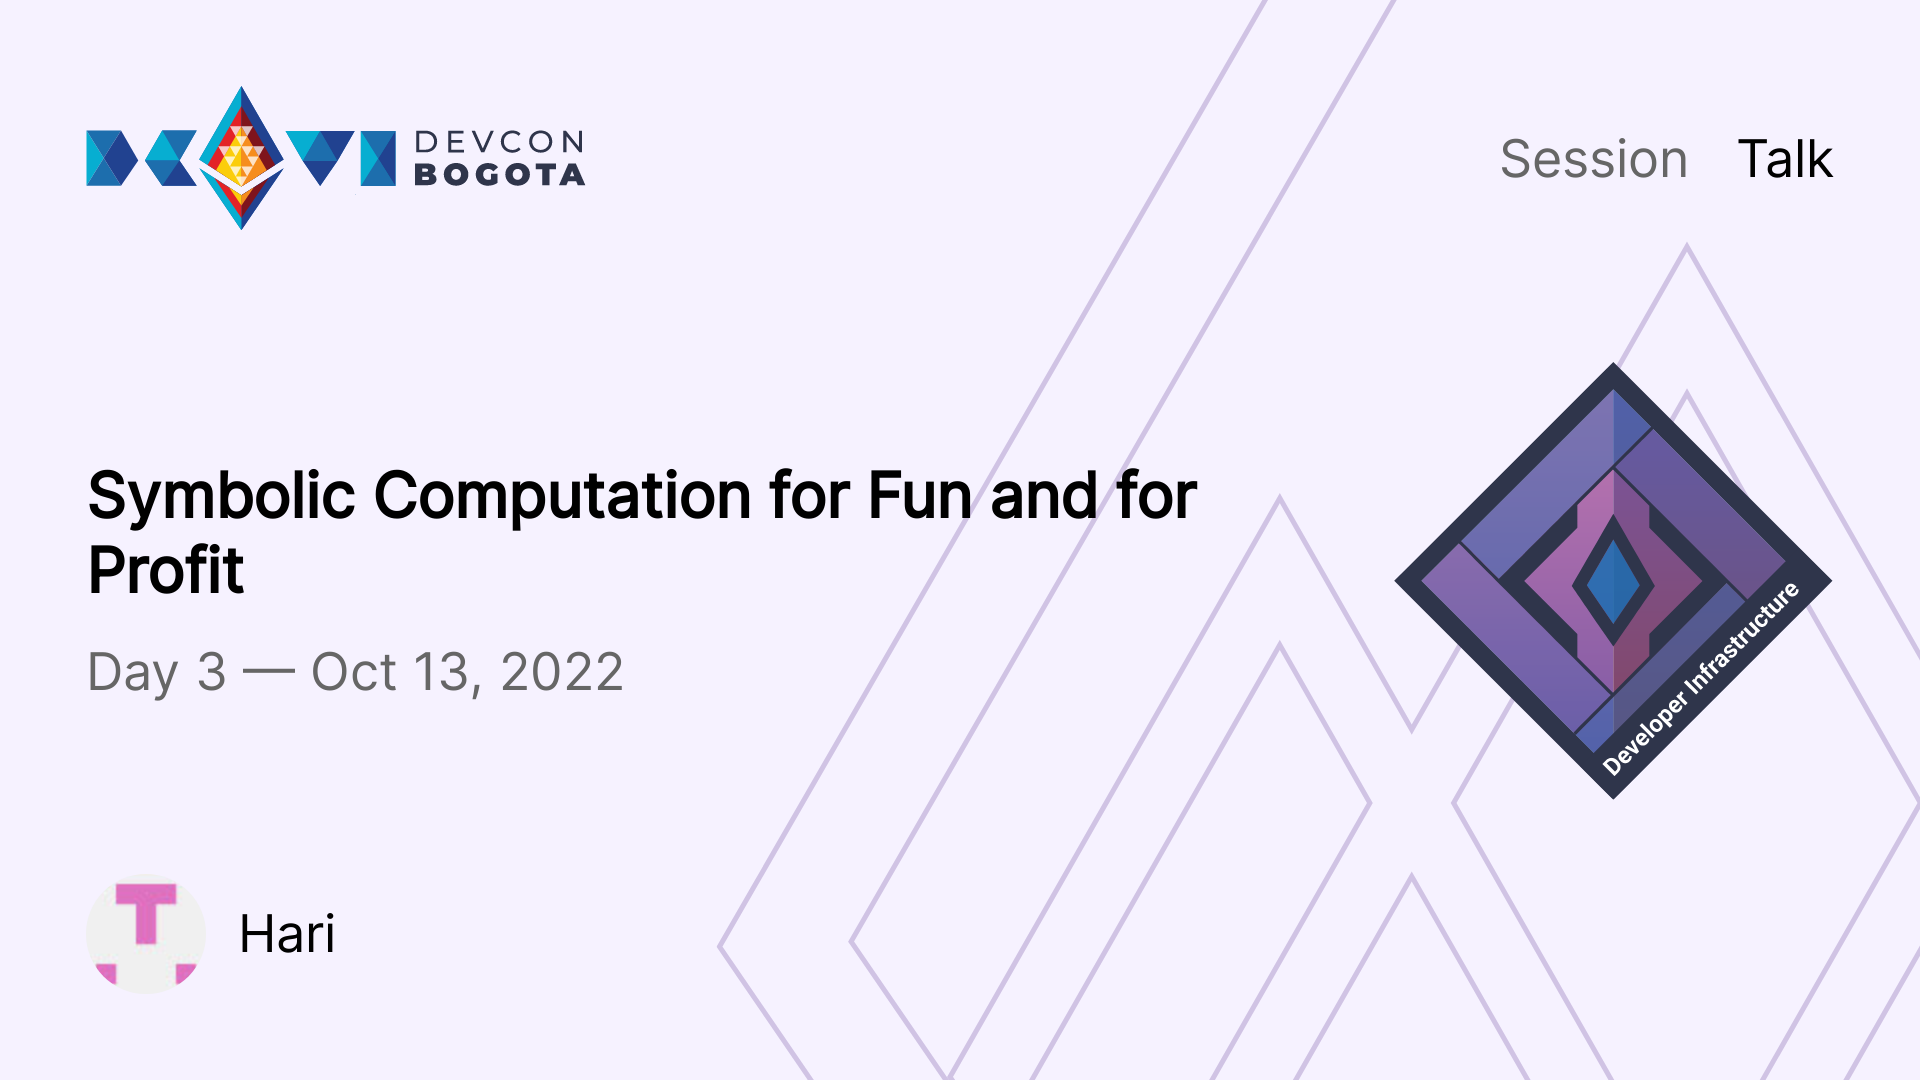 DEVCON
BOGOTA
Session Talk
Symbolic Computation for Fun and for
Profit
Day 3 — Oct 13, 2022
Developer Infrastructure
Hari